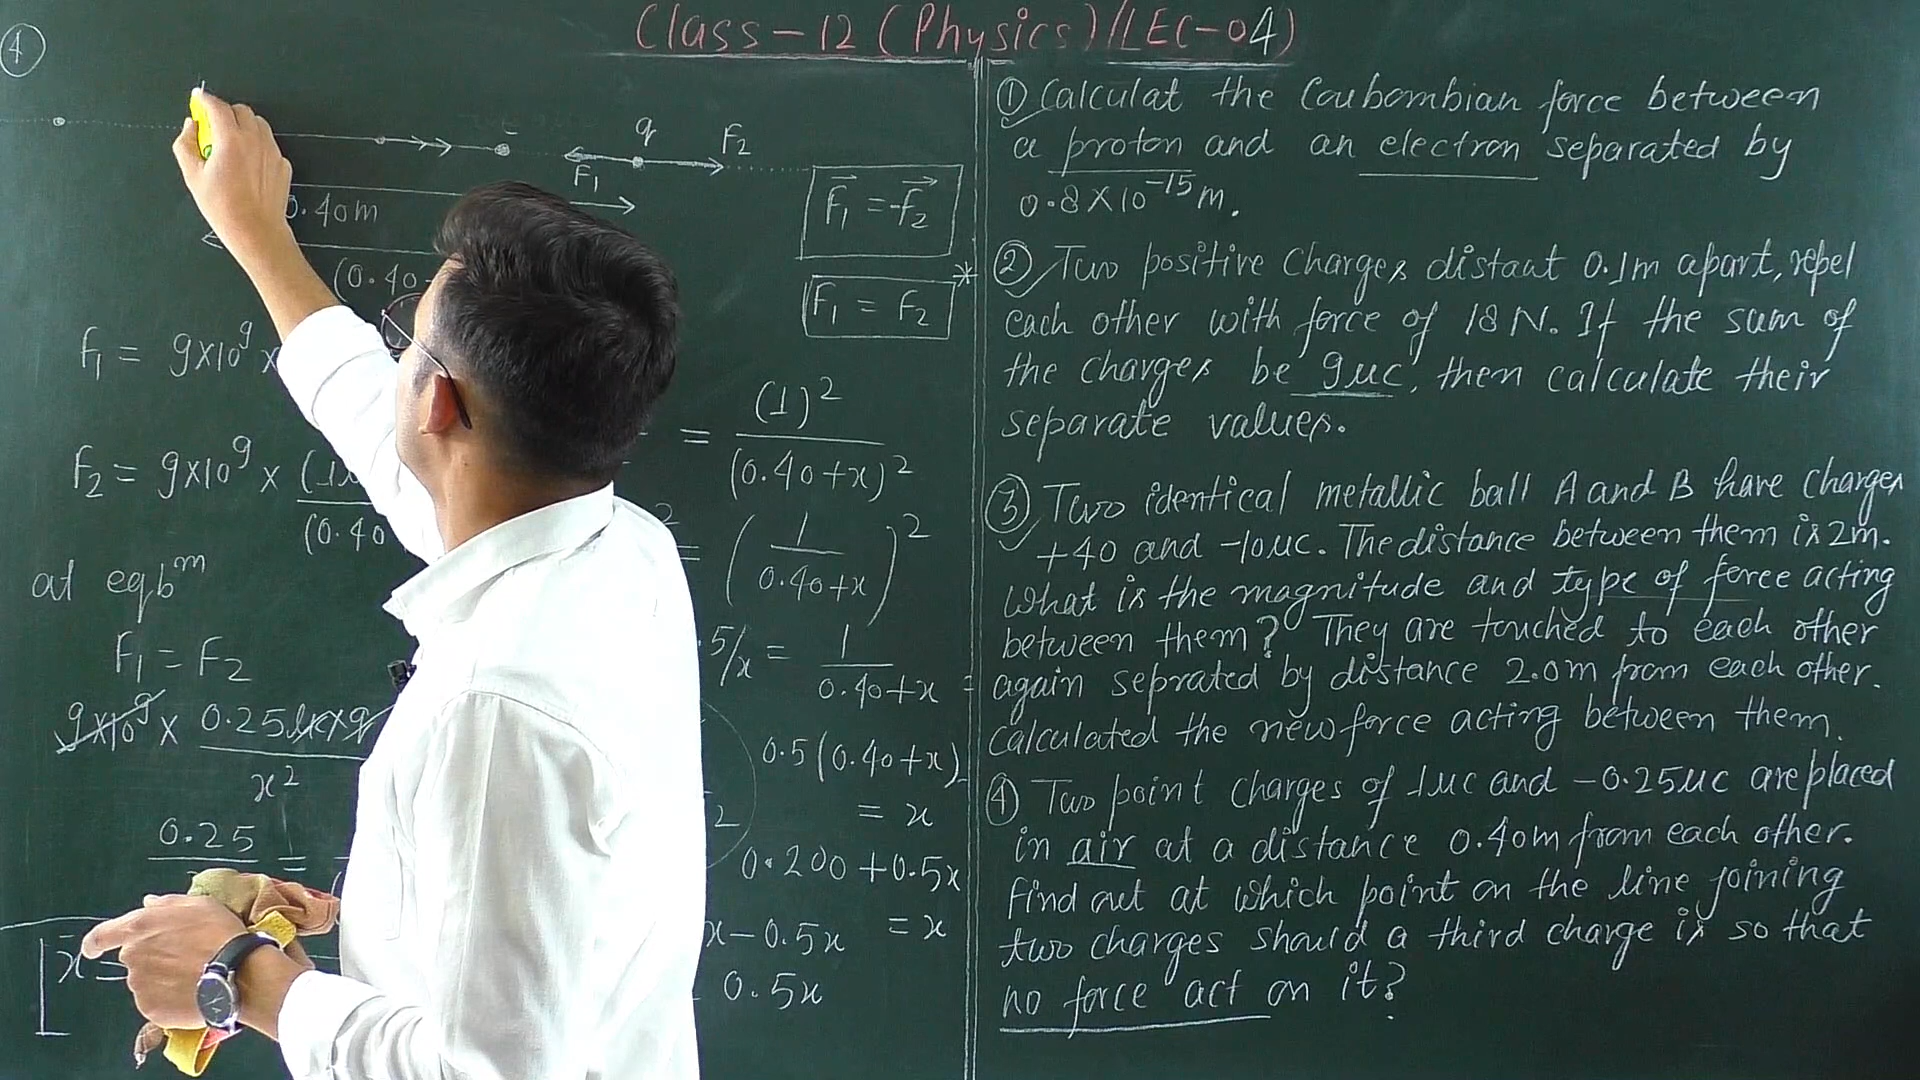 Class-12 (Physics)/LEC-04)
④
q
F₂
F₁
F₁ = -F₂
0.40m
(0.40
F₁ = F₂
F₁ = 9×10⁹ ×
(1)²
= (0.40+x)²
F₂ = 9×10⁹ ×
(0.40
= (1/0.40+x)²
at eqbᵐ
F₁ = F₂
5/x = 1/0.40+x
9×10⁹ × 0.25
x²
0.5(0.40+x)
= x
0.25
=
0.200+0.5x
= x
x-0.5x
0.5x
x =
① Calculat the Coubombian force between
a proton and an electron separated by
0.8×10⁻¹⁵m.
② Two positive charges distant 0.1m apart, repel
each other with force of 18 N. If the sum of
the charges be 9uc, then calculate their
separate values.
③ Two identical metallic ball A and B have charges
+40 and -10uc. The distance between them is 2m.
What is the magnitude and type of force acting
between them? They are touched to each other
again seprated by distance 2.0m from each other.
calculated the new force acting between them.
④ Two point charges of 1uc and -0.25uc are placed
in air at a distance 0.40m from each other.
find out at which point on the line joining
two charges should a third charge is so that
no force act on it?